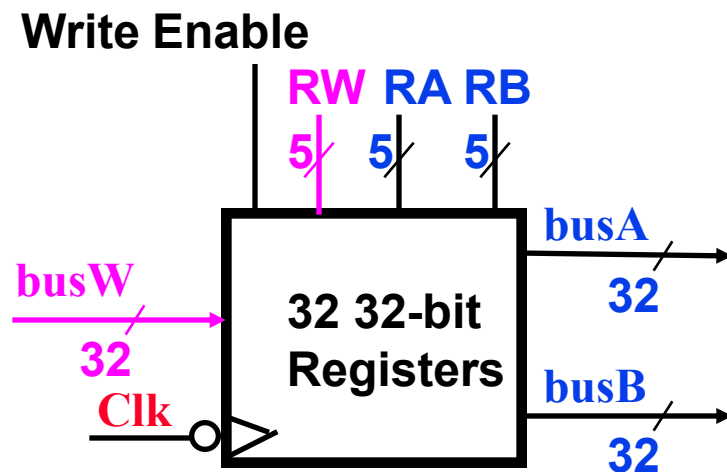 Write Enable
RW RA RB
5 5 5
busA
32
busW
32
32 32-bit
Registers
Clk
busB
32